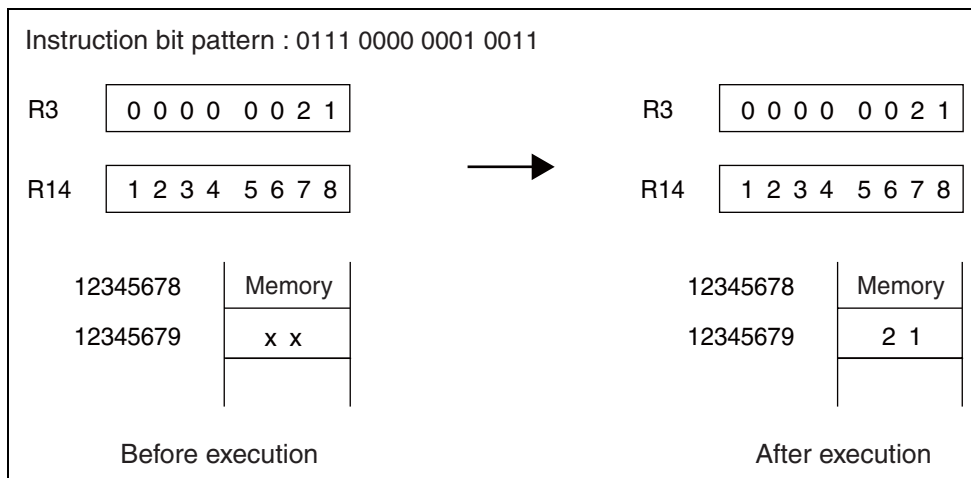 Instruction bit pattern : 0111 0000 0001 0011
R3 0 0 0 0 0 0 2 1 R3 0 0 0 0 0 0 2 1
R14 1 2 3 4 5 6 7 8 R14 1 2 3 4 5 6 7 8
12345678 Memory 12345678 Memory
12345679 x x 12345679 2 1
Before execution After execution